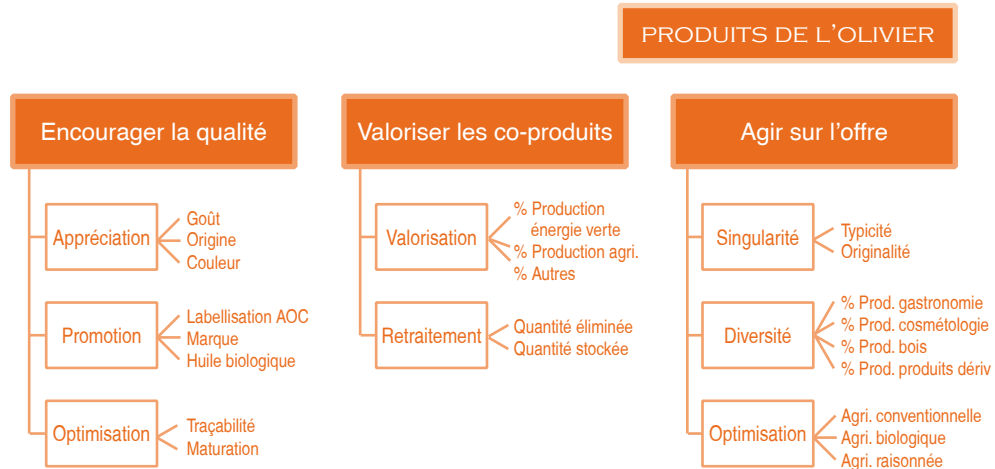 PRODUITS DE L'OLIVIER
Encourager la qualité
Appréciation
Goût
Origine
Couleur
Promotion
Labellisation AOC
Marque
Huile biologique
Optimisation
Traçabilité
Maturation
Valoriser les co-produits
Valorisation
% Production
énergie verte
% Production agri.
% Autres
Retraitement
Quantité éliminée
Quantité stockée
Agir sur l'offre
Singularité
Typicité
Originalité
Diversité
% Prod. gastronomie
% Prod. cosmétologie
% Prod. bois
% Prod. produits dériv
Optimisation
Agri. conventionnelle
Agri. biologique
Agri. raisonnée